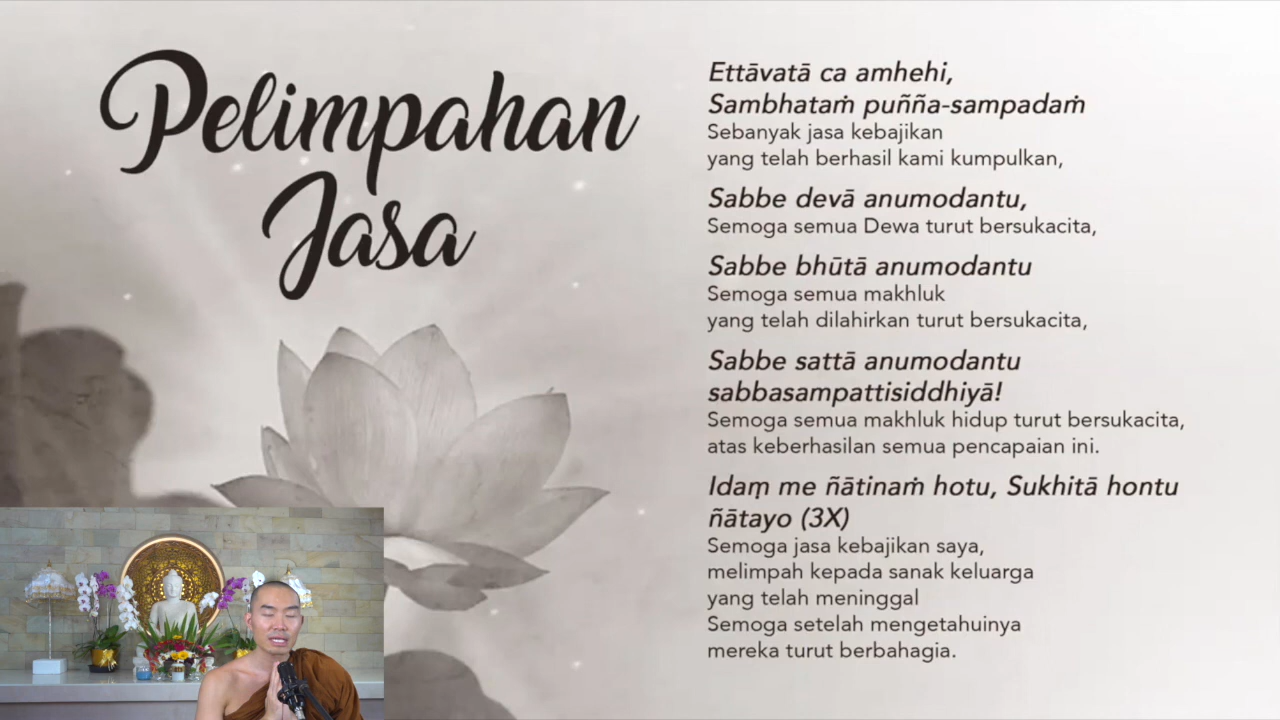 Pelimpahan
Jasa
Ettāvatā ca amhehi,
Sambhataṁ puñña-sampadaṁ
Sebanyak jasa kebajikan
yang telah berhasil kami kumpulkan,
Sabbe devā anumodantu,
Semoga semua Dewa turut bersukacita,
Sabbe bhūtā anumodantu
Semoga semua makhluk
yang telah dilahirkan turut bersukacita,
Sabbe sattā anumodantu
sabbasampattisiddhiyā!
Semoga semua makhluk hidup turut bersukacita,
atas keberhasilan semua pencapaian ini.
Idaṃ me ñātinaṁ hotu, Sukhitā hontu
ñātayo (3X)
Semoga jasa kebajikan saya,
melimpah kepada sanak keluarga
yang telah meninggal
Semoga setelah mengetahuinya
mereka turut berbahagia.